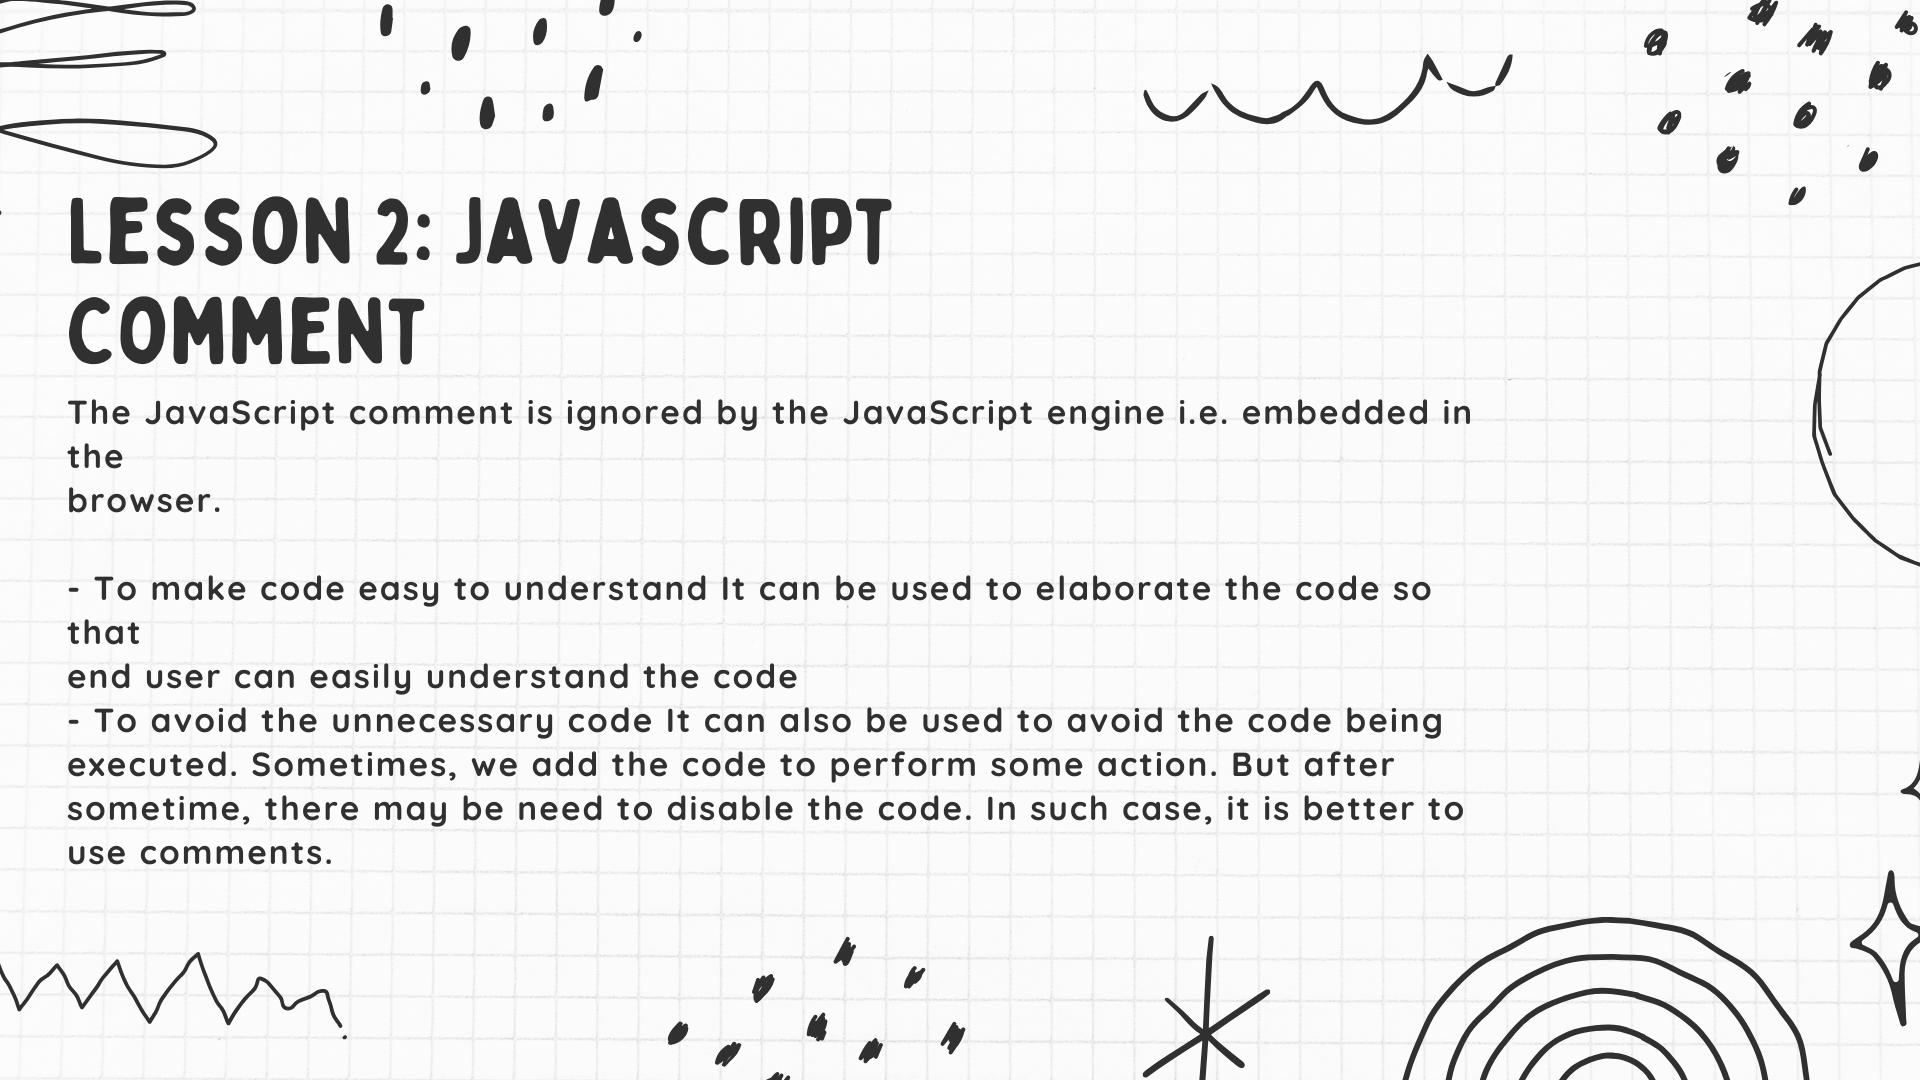 LESSON 2: JAVASCRIPT
COMMENT
The JavaScript comment is ignored by the JavaScript engine i.e. embedded in
the
browser.
- To make code easy to understand It can be used to elaborate the code so
that
end user can easily understand the code
- To avoid the unnecessary code It can also be used to avoid the code being
executed. Sometimes, we add the code to perform some action. But after
sometime, there may be need to disable the code. In such case, it is better to
use comments.